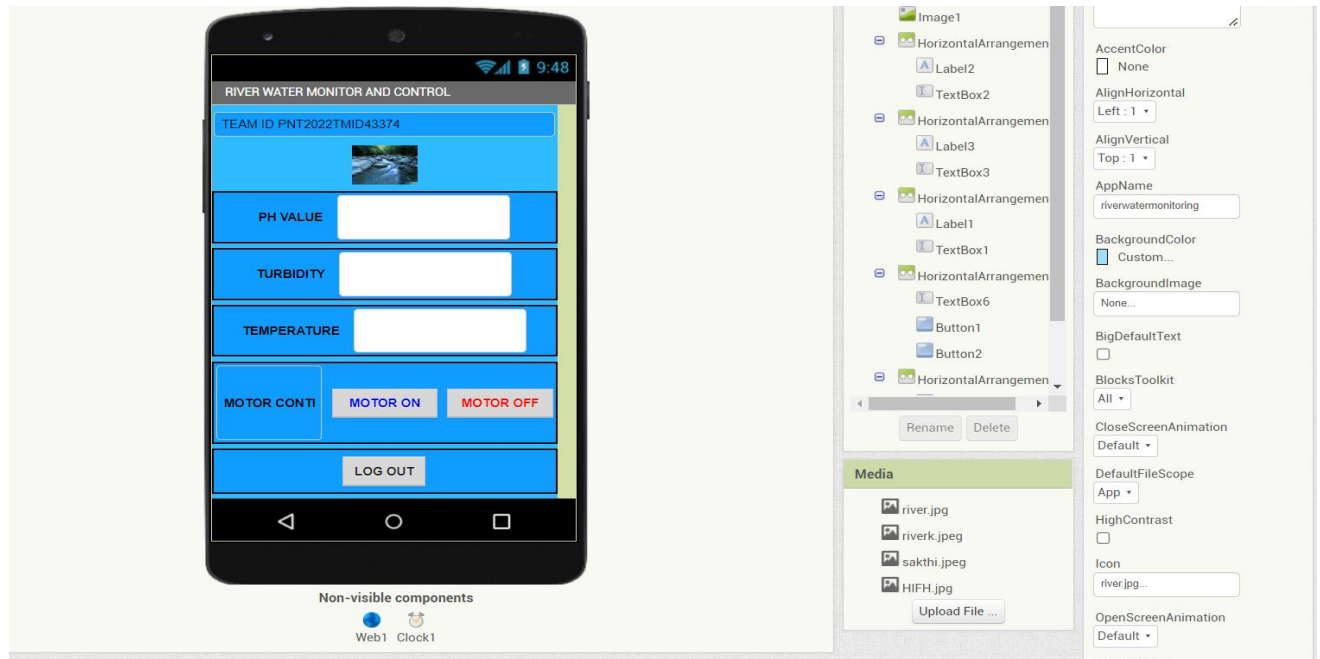 9:48
RIVER WATER MONITOR AND CONTROL
TEAM ID PNT2022TMID43374
PH VALUE
TURBIDITY
TEMPERATURE
MOTOR CONTI
MOTOR ON
MOTOR OFF
LOG OUT
Non-visible components
Web1 Clock1
Image1
HorizontalArrangemen
Label2
TextBox2
HorizontalArrangemen
Label3
TextBox3
HorizontalArrangemen
Label1
TextBox1
HorizontalArrangemen
TextBox6
Button1
Button2
HorizontalArrangemen
Rename Delete
Media
river.jpg
riverk.jpeg
sakthi.jpeg
HIFH.jpg
Upload File ...
AccentColor
None
AlignHorizontal
Left : 1
AlignVertical
Top : 1
AppName
riverwatermonitoring
BackgroundColor
Custom...
BackgroundImage
None...
BigDefaultText
BlocksToolkit
All
CloseScreenAnimation
Default
DefaultFileScope
App
HighContrast
Icon
river.jpg...
OpenScreenAnimation
Default